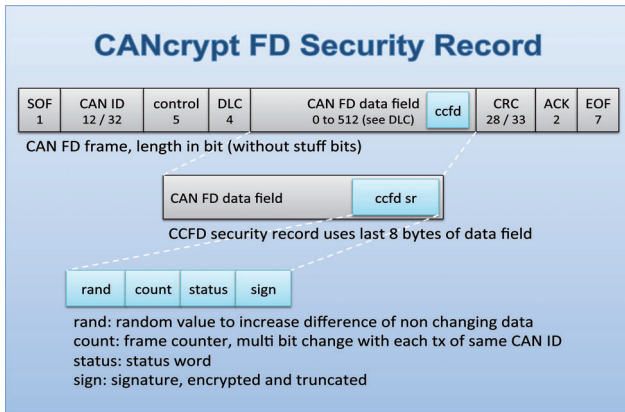 CANcrypt FD Security Record
SOF CAN ID control DLC CAN FD data field ccfd CRC ACK EOF
1 12 / 32 5 4 0 to 512 (see DLC) 28 / 33 2 7
CAN FD frame, length in bit (without stuff bits)
CAN FD data field ccfd sr
CCFD security record uses last 8 bytes of data field
rand count status sign
rand: random value to increase difference of non changing data
count: frame counter, multi bit change with each tx of same CAN ID
status: status word
sign: signature, encrypted and truncated